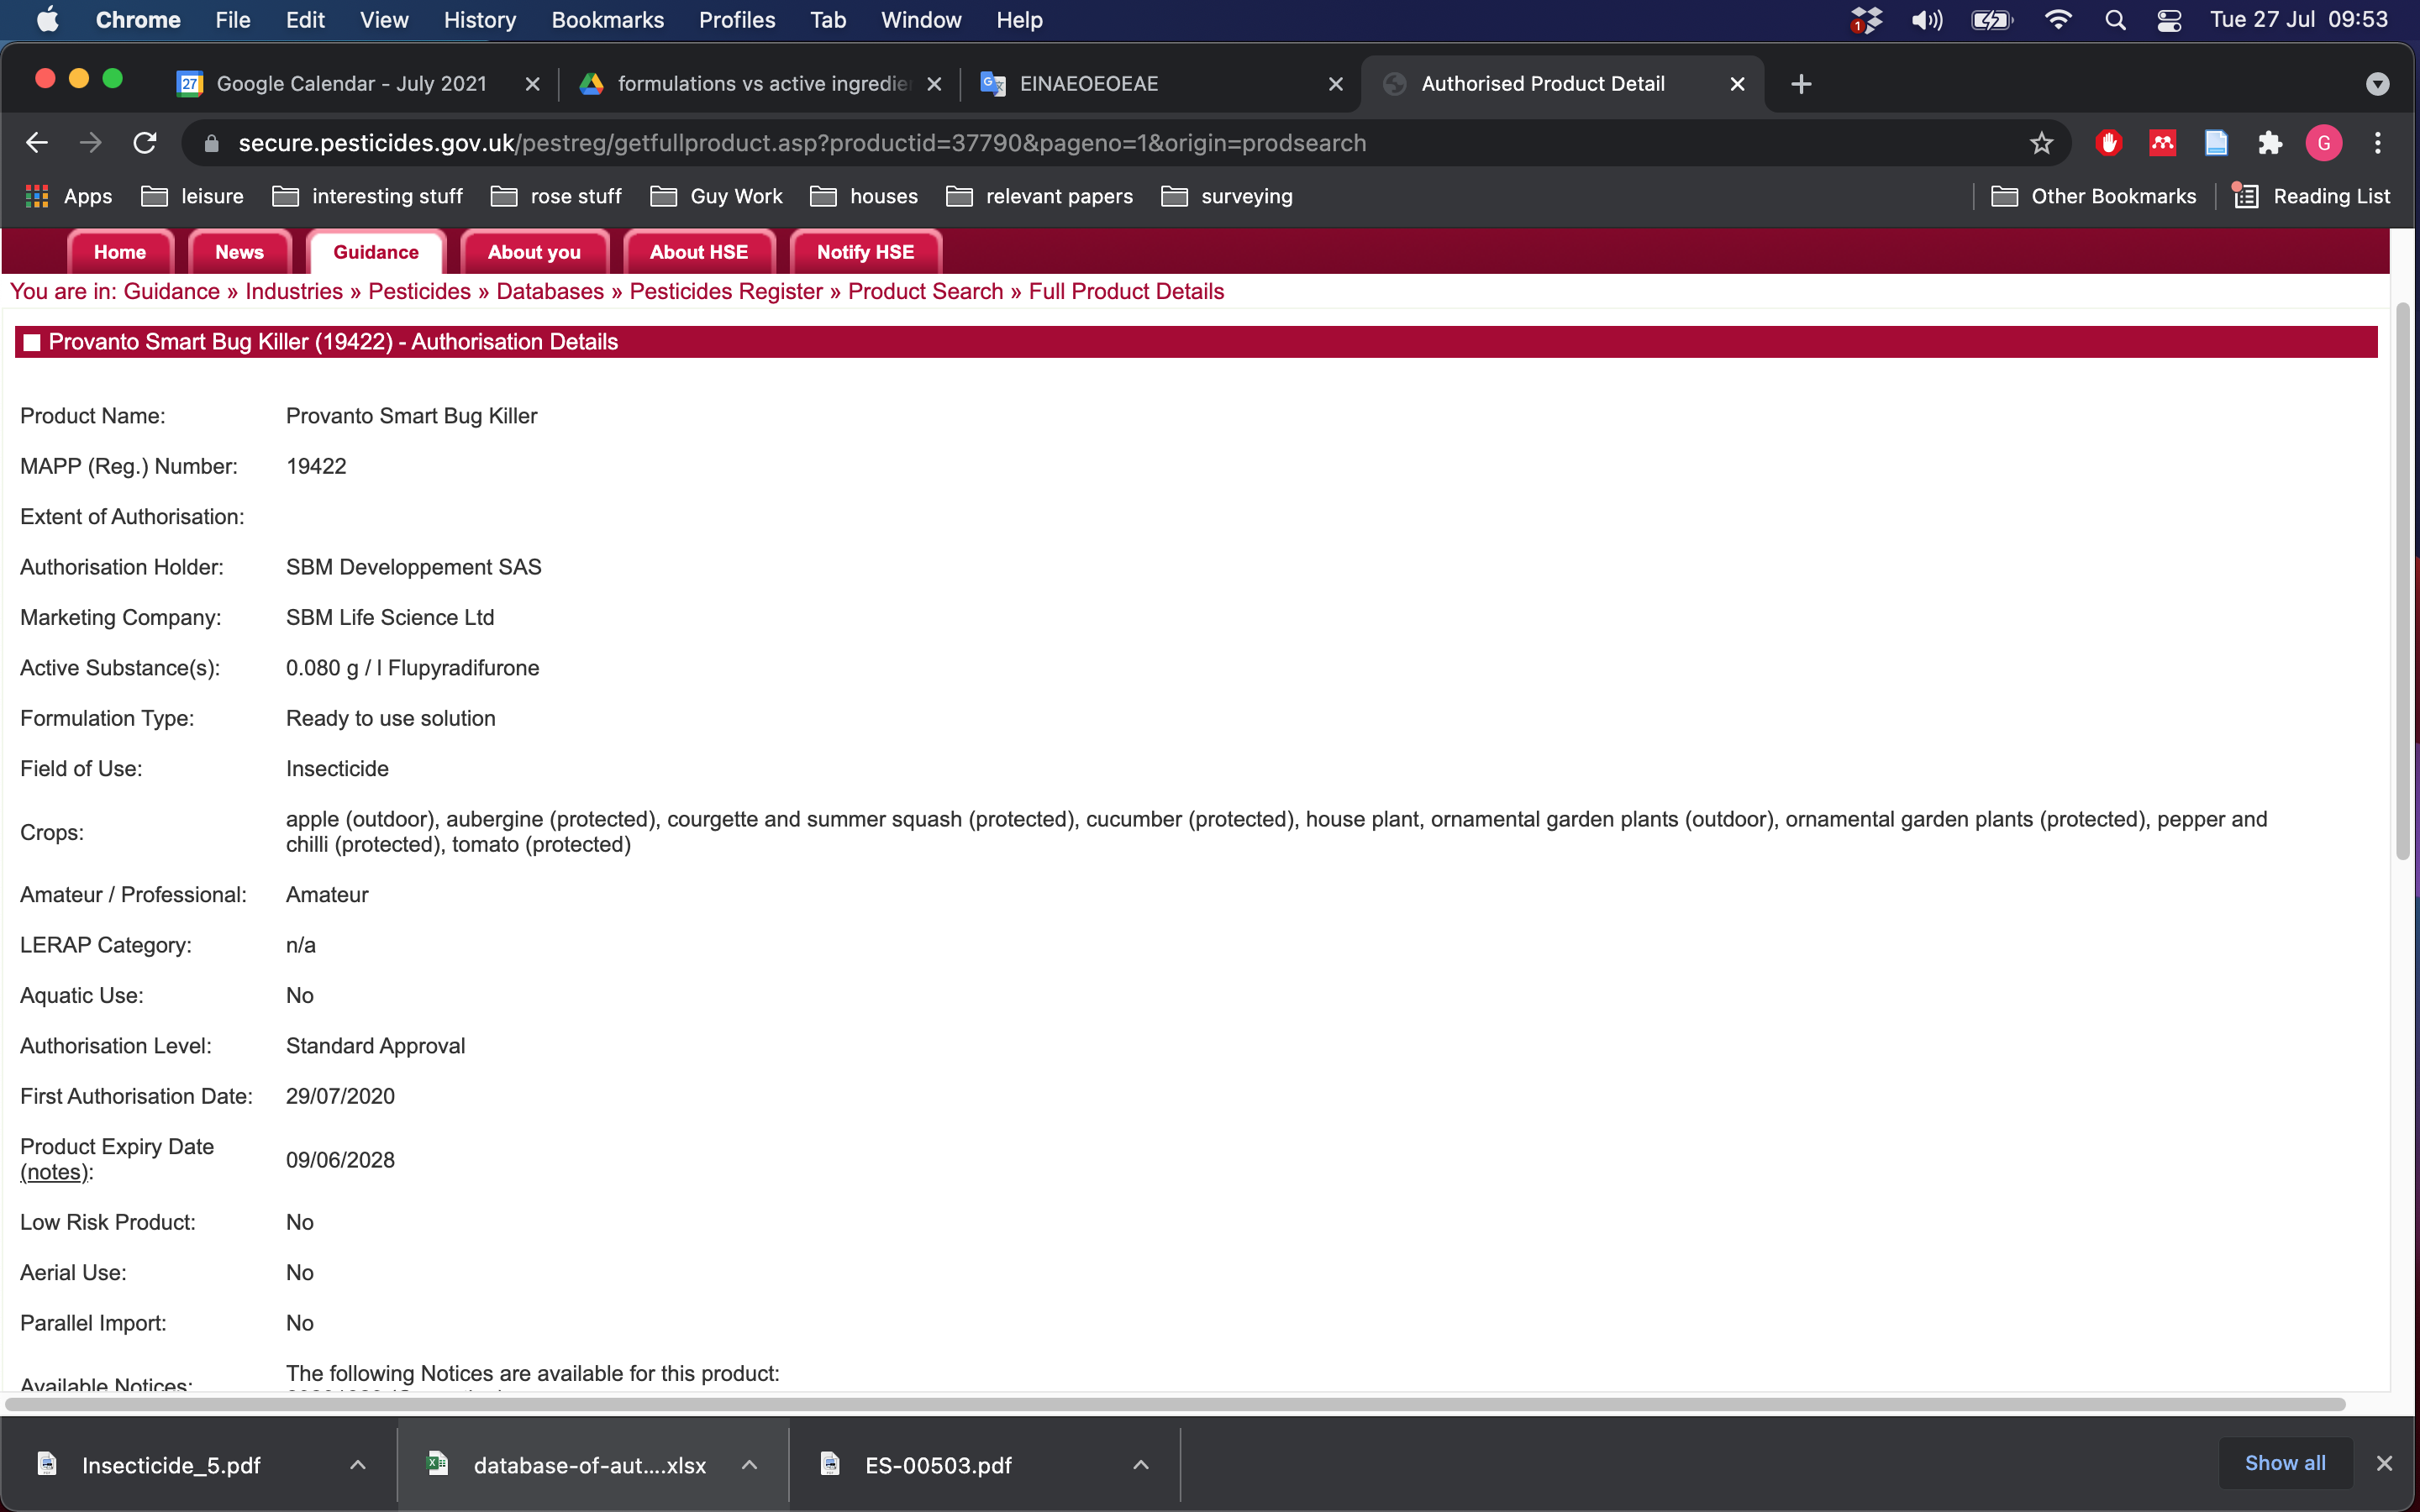 Chrome File Edit View History Bookmarks Profiles Tab Window Help 1 Tue 27 Jul 09:53
27 Google Calendar - July 2021 formulations vs active ingredie EINAEOEOEAE Authorised Product Detail
secure.pesticides.gov.uk/pestreg/getfullproduct.asp?productid=37790&pageno=1&origin=prodsearch G
Apps leisure interesting stuff rose stuff Guy Work houses relevant papers surveying Other Bookmarks Reading List
Home News Guidance About you About HSE Notify HSE
You are in: Guidance » Industries » Pesticides » Databases » Pesticides Register » Product Search » Full Product Details
Provanto Smart Bug Killer (19422) - Authorisation Details
Product Name: Provanto Smart Bug Killer
MAPP (Reg.) Number: 19422
Extent of Authorisation:
Authorisation Holder: SBM Developpement SAS
Marketing Company: SBM Life Science Ltd
Active Substance(s): 0.080 g / l Flupyradifurone
Formulation Type: Ready to use solution
Field of Use: Insecticide
Crops: apple (outdoor), aubergine (protected), courgette and summer squash (protected), cucumber (protected), house plant, ornamental garden plants (outdoor), ornamental garden plants (protected), pepper and
chilli (protected), tomato (protected)
Amateur / Professional: Amateur
LERAP Category: n/a
Aquatic Use: No
Authorisation Level: Standard Approval
First Authorisation Date: 29/07/2020
Product Expiry Date
(notes): 09/06/2028
Low Risk Product: No
Aerial Use: No
Parallel Import: No
Available Notices: The following Notices are available for this product:
Insecticide_5.pdf database-of-aut....xlsx ES-00503.pdf Show all